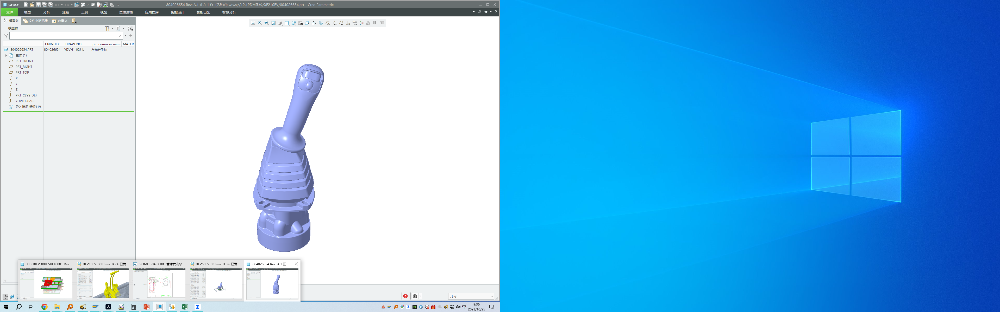 creo
804026654 Rev: A.1 正在工作 (活动的) wtws://12.1PDM系统/XE210EV/804026654.prt - Creo Parametric
文件 模型 分析 注释 工具 视图 柔性建模 应用程序 智能设计 智能出图 智慧分析
模型树 文件夹浏览器 收藏夹
模型树
CNINDEX DRAW_NO ptc_common_nam MATER
804026654.PRT 804026654 YDVH1-02J-L 左先导手柄 —
主体 (1)
PRT_FRONT
PRT_RIGHT
PRT_TOP
X
Y
Z
PRT_CSYS_DEF
YDVH1-02J-L
导入特征 标识119
XE210EV_08II_SKEL0001 Rev:... XE210EV_08II Rev: B.2+ 已发... SOMDI-045X10C_管滤发讯总... XE250EV_03 Rev: H.3+ 已发... 804026654 Rev: A.1 正...
几何
中
9:36
2023/10/25